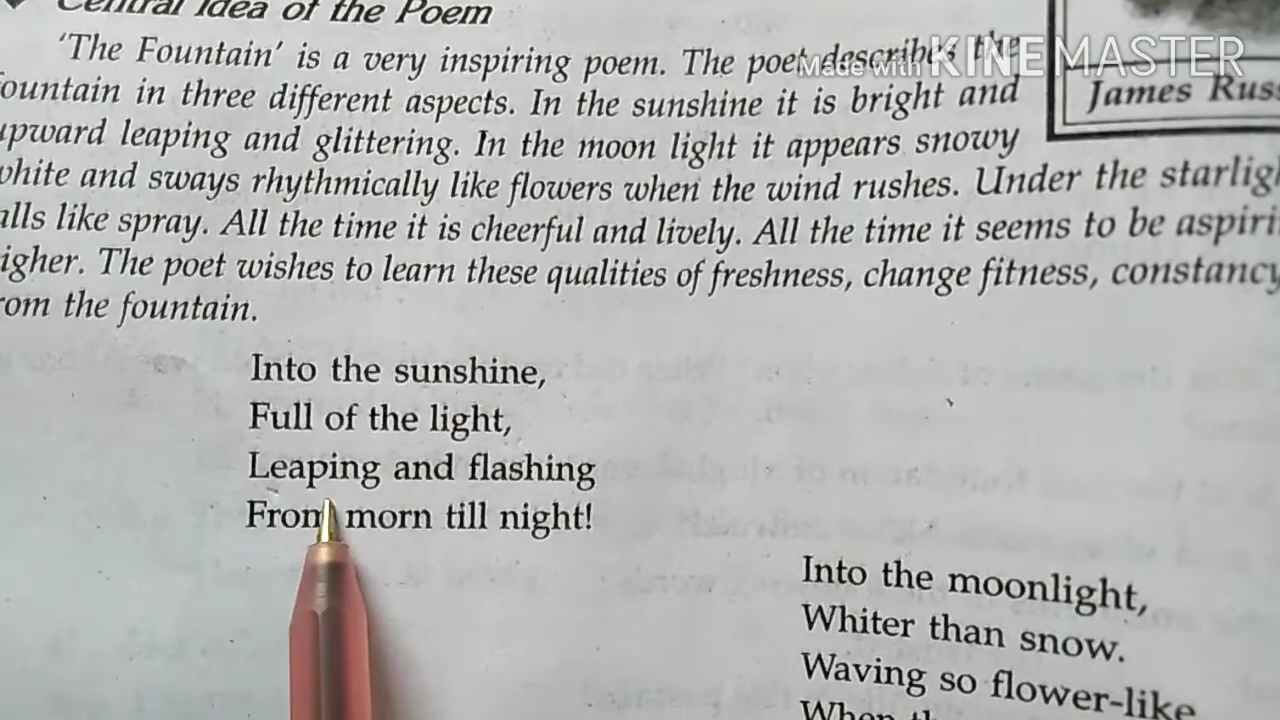 Central Idea of the Poem
'The Fountain' is a very inspiring poem. The poet describes the
ountain in three different aspects. In the sunshine it is bright and
upward leaping and glittering. In the moon light it appears snowy
white and sways rhythmically like flowers when the wind rushes. Under the starligh
alls like spray. All the time it is cheerful and lively. All the time it seems to be aspiri
igher. The poet wishes to learn these qualities of freshness, change fitness, constancy
rom the fountain.
Made with KINEMASTER
James Russ
Into the sunshine,
Full of the light,
Leaping and flashing
From morn till night!
Into the moonlight,
Whiter than snow.
Waving so flower-like
When th